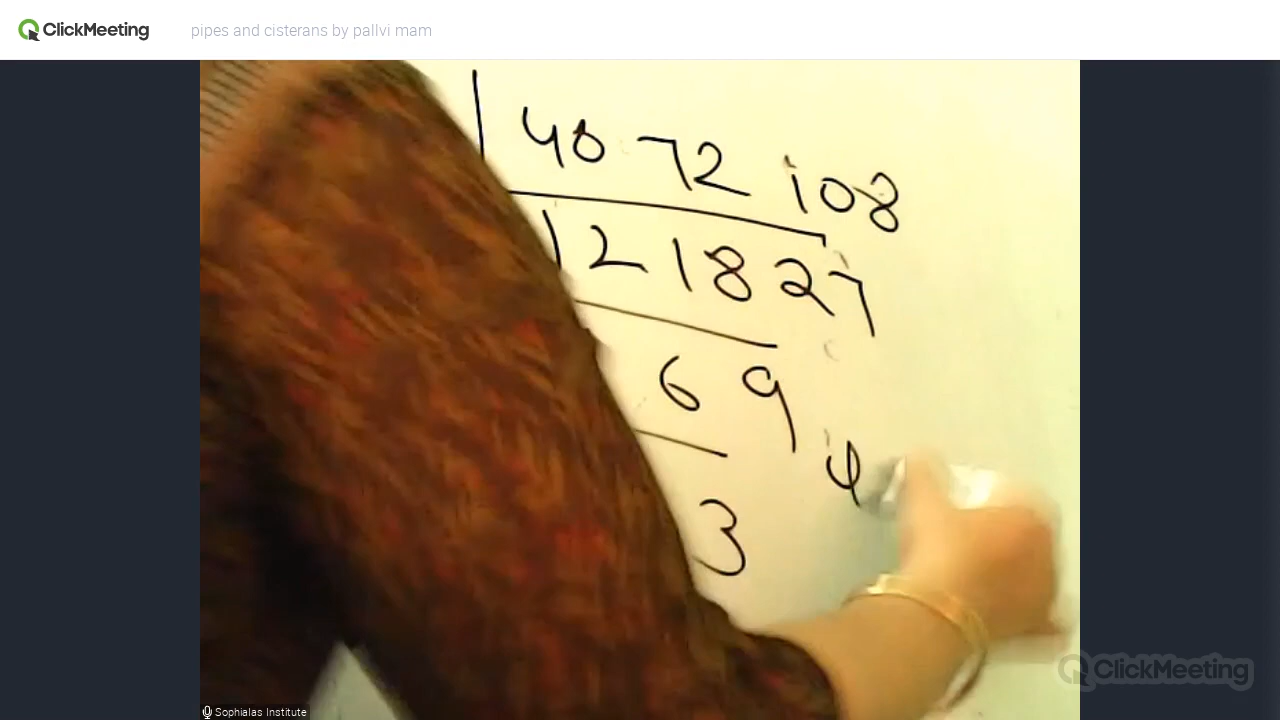 ClickMeeting
pipes and cisterans by pallvi mam
40 72 108
12 18 27
6 9
3
ClickMeeting
Sophialas Institute